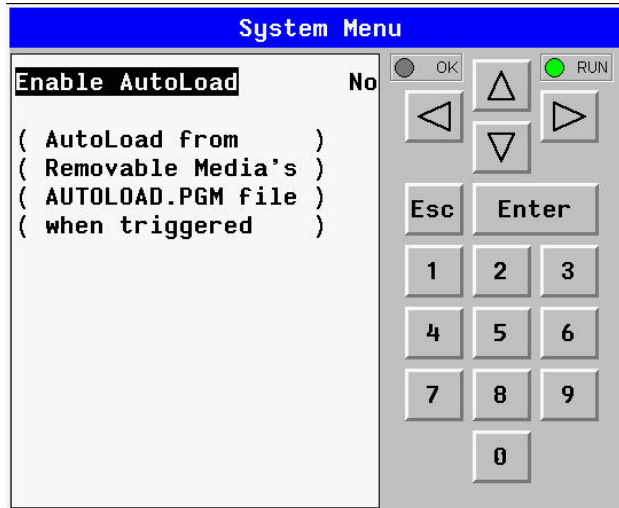 System Menu
Enable AutoLoad No
( AutoLoad from )
( Removable Media's )
( AUTOLOAD.PGM file )
( when triggered )
OK
RUN
Esc Enter
1 2 3
4 5 6
7 8 9
0